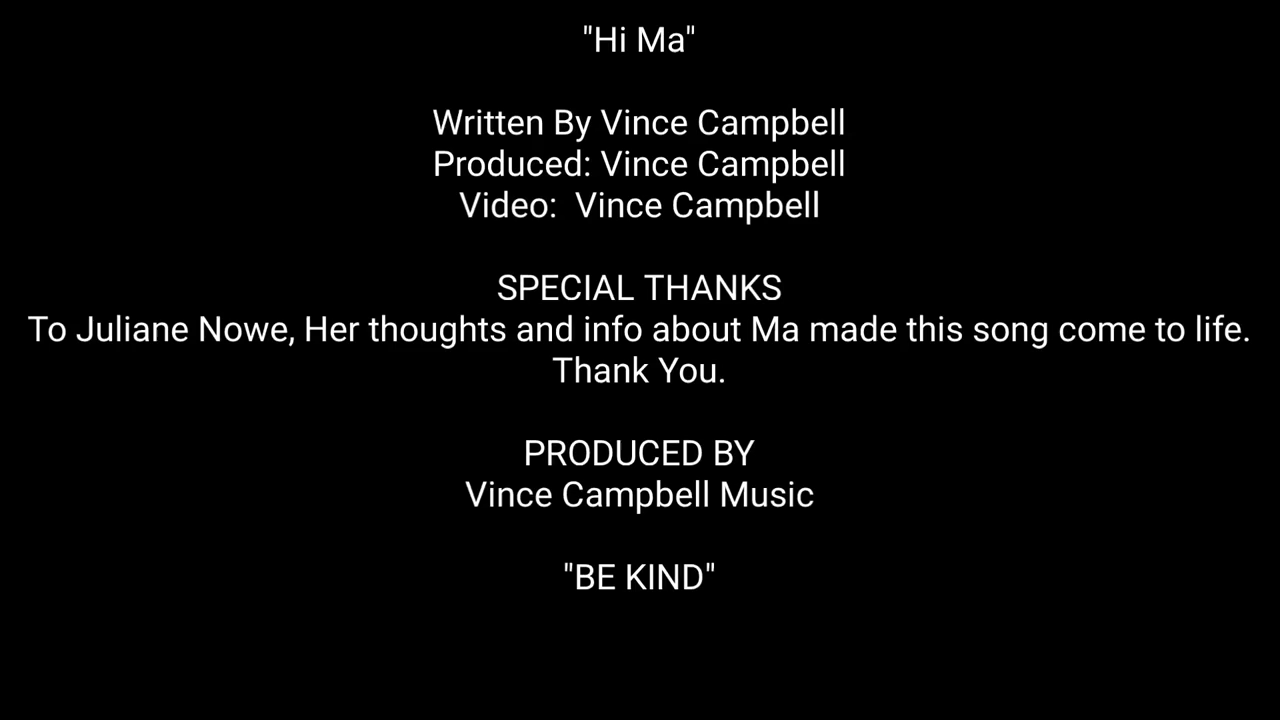 "Hi Ma"
Written By Vince Campbell
Produced: Vince Campbell
Video:  Vince Campbell
SPECIAL THANKS
To Juliane Nowe, Her thoughts and info about Ma made this song come to life.
Thank You.
PRODUCED BY
Vince Campbell Music
"BE KIND"